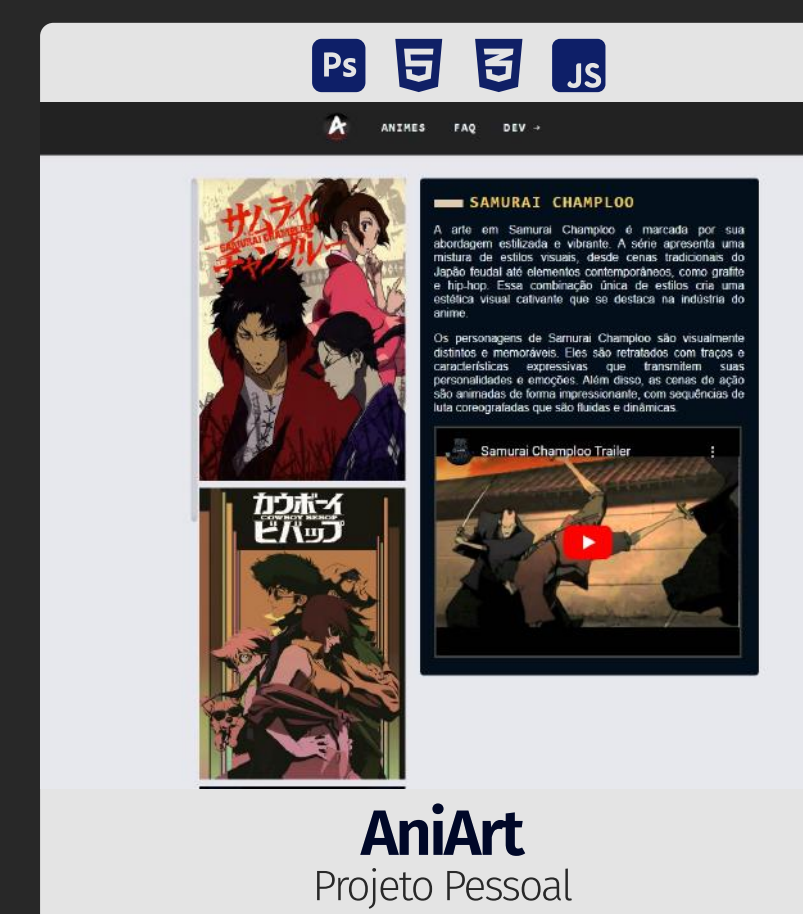 Ps 5 3 JS
A ANIMES FAQ DEV →
サムライ
SAMURAI CHAMPLOO
チャンプルー
SAMURAI CHAMPLOO
A arte em Samurai Champloo é marcada por sua
abordagem estilizada e vibrante. A série apresenta uma
mistura de estilos visuais, desde cenas tradicionais do
Japão feudal até elementos contemporâneos, como grafite
e hip-hop. Essa combinação única de estilos cria uma
estética visual cativante que se destaca na indústria do
anime.
Os personagens de Samurai Champloo são visualmente
distintos e memoráveis. Eles são retratados com traços e
características expressivas que transmitem suas
personalidades e emoções. Além disso, as cenas de ação
são animadas de forma impressionante, com sequências de
luta coreografadas que são fluidas e dinâmicas.
Samurai Champloo Trailer
カウボーイ
COWBOY BEBOP
ビバップ
AniArt
Projeto Pessoal